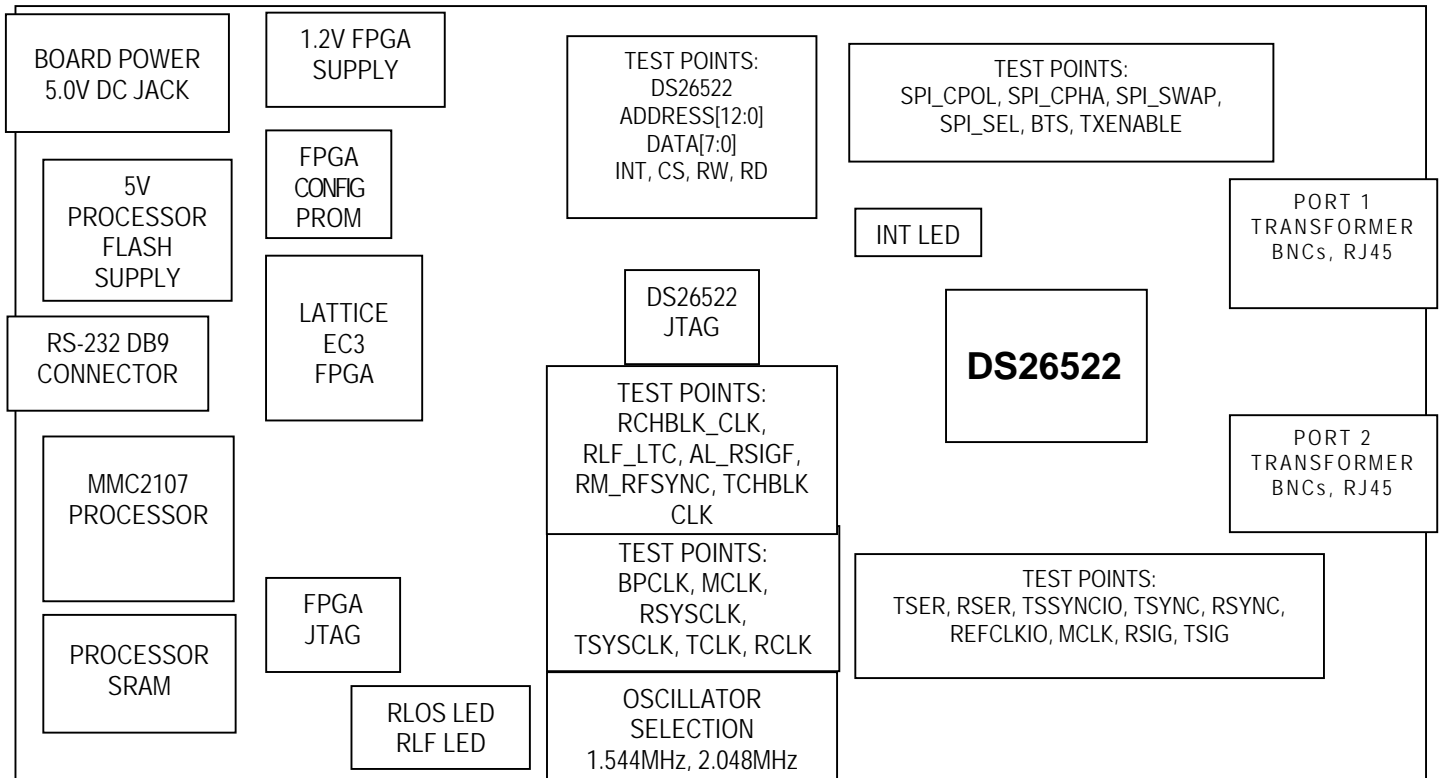 BOARD POWER
5.0V DC JACK
1.2V FPGA
SUPPLY
TEST POINTS:
DS26522
ADDRESS[12:0]
DATA[7:0]
INT, CS, RW, RD
TEST POINTS:
SPI_CPOL, SPI_CPHA, SPI_SWAP,
SPI_SEL, BTS, TXENABLE
5V
PROCESSOR
FLASH
SUPPLY
FPGA
CONFIG
PROM
INT LED
PORT 1
TRANSFORMER
BNCs, RJ45
RS-232 DB9
CONNECTOR
LATTICE
EC3
FPGA
DS26522
JTAG
DS26522
TEST POINTS:
RCHBLK_CLK,
RLF_LTC, AL_RSIGF,
RM_RFSYNC, TCHBLK
CLK
PORT 2
TRANSFORMER
BNCs, RJ45
MMC2107
PROCESSOR
TEST POINTS:
BPCLK, MCLK,
RSYSCLK,
TSYSCLK, TCLK, RCLK
TEST POINTS:
TSER, RSER, TSSYNCIO, TSYNC, RSYNC,
REFCLKIO, MCLK, RSIG, TSIG
FPGA
JTAG
PROCESSOR
SRAM
RLOS LED
RLF LED
OSCILLATOR
SELECTION
1.544MHz, 2.048MHz